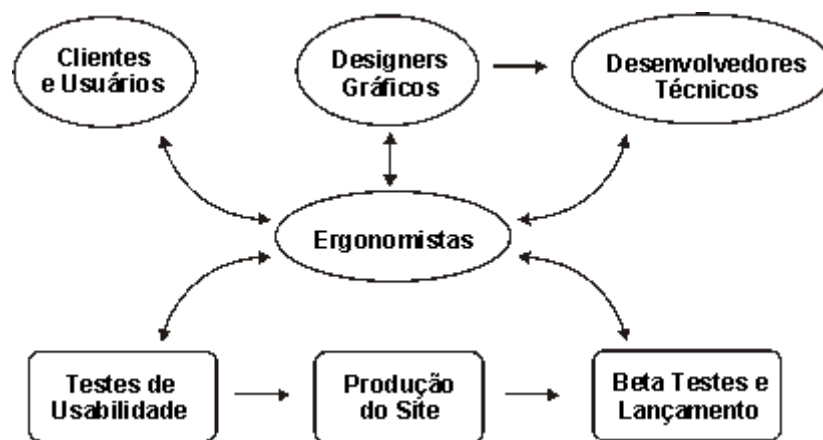 Clientes
e Usuários
Designers
Gráficos
Desenvolvedores
Técnicos
Ergonomistas
Testes de
Usabilidade
Produção
do Site
Beta Testes e
Lançamento